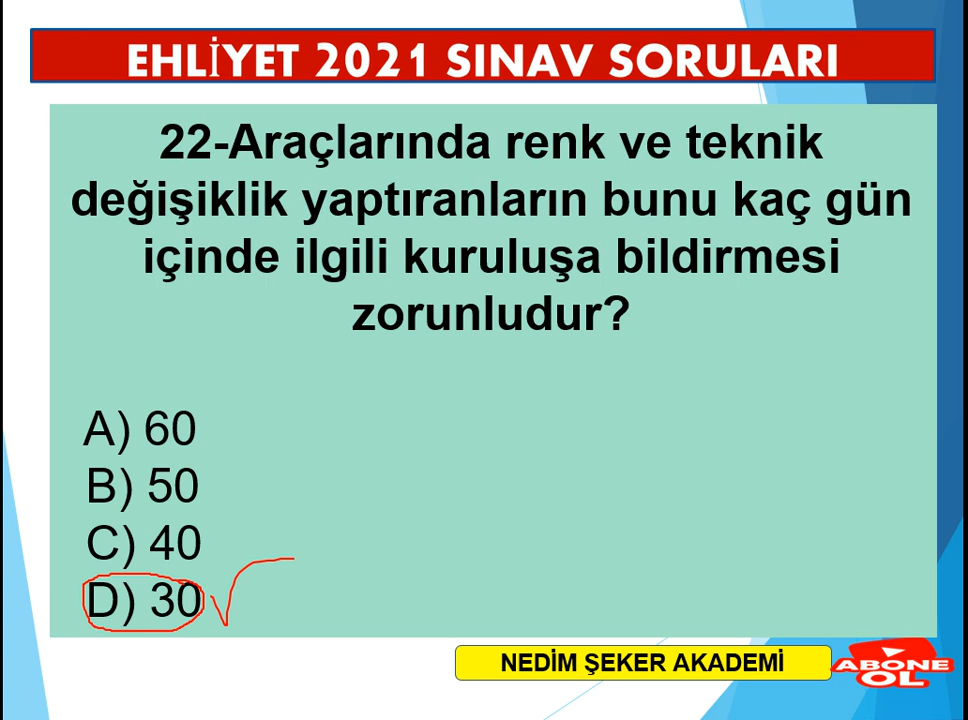 EHLİYET 2021 SINAV SORULARI
22-Araçlarında renk ve teknik
değişiklik yaptıranların bunu kaç gün
içinde ilgili kuruluşa bildirmesi
zorunludur?
A) 60
B) 50
C) 40
D) 30
NEDİM ŞEKER AKADEMİ
ABONE
OL